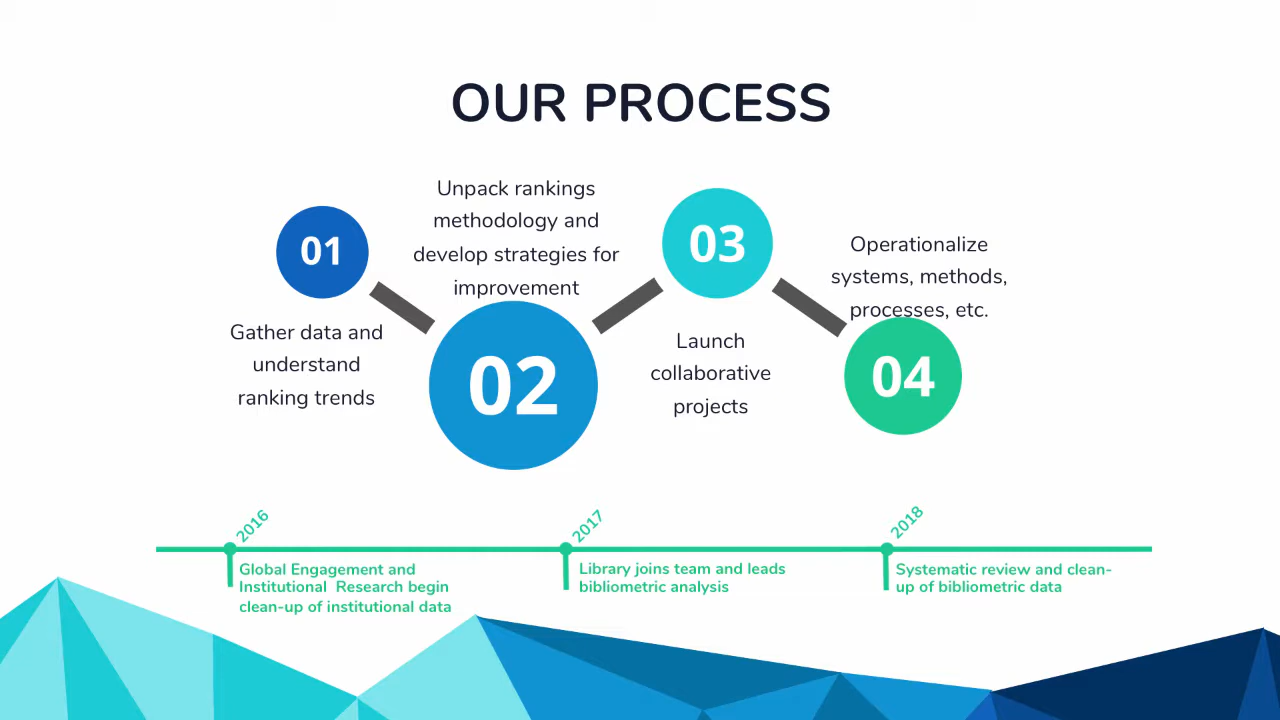 OUR PROCESS
01
Gather data and
understand
ranking trends
Unpack rankings
methodology and
develop strategies for
improvement
02
03
Launch
collaborative
projects
Operationalize
systems, methods,
processes, etc.
04
2016
Global Engagement and
Institutional  Research begin
clean-up of institutional data
2017
Library joins team and leads
bibliometric analysis
2018
Systematic review and clean-
up of bibliometric data